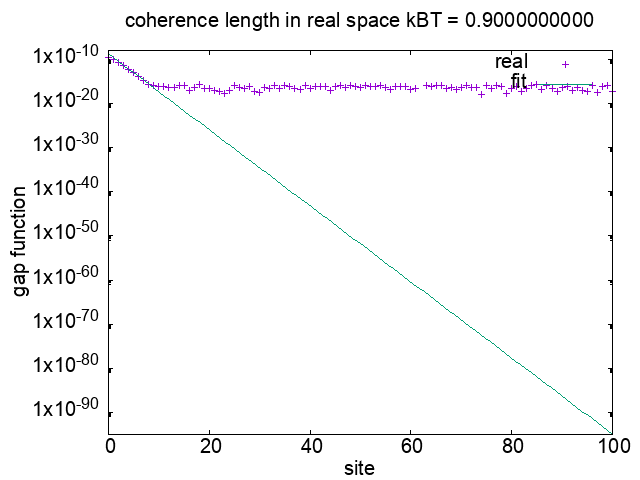 coherence length in real space kBT = 0.9000000000
1x10^-10
1x10^-20
1x10^-30
1x10^-40
1x10^-50
1x10^-60
1x10^-70
1x10^-80
1x10^-90
gap function
real
fit
0 20 40 60 80 100
site